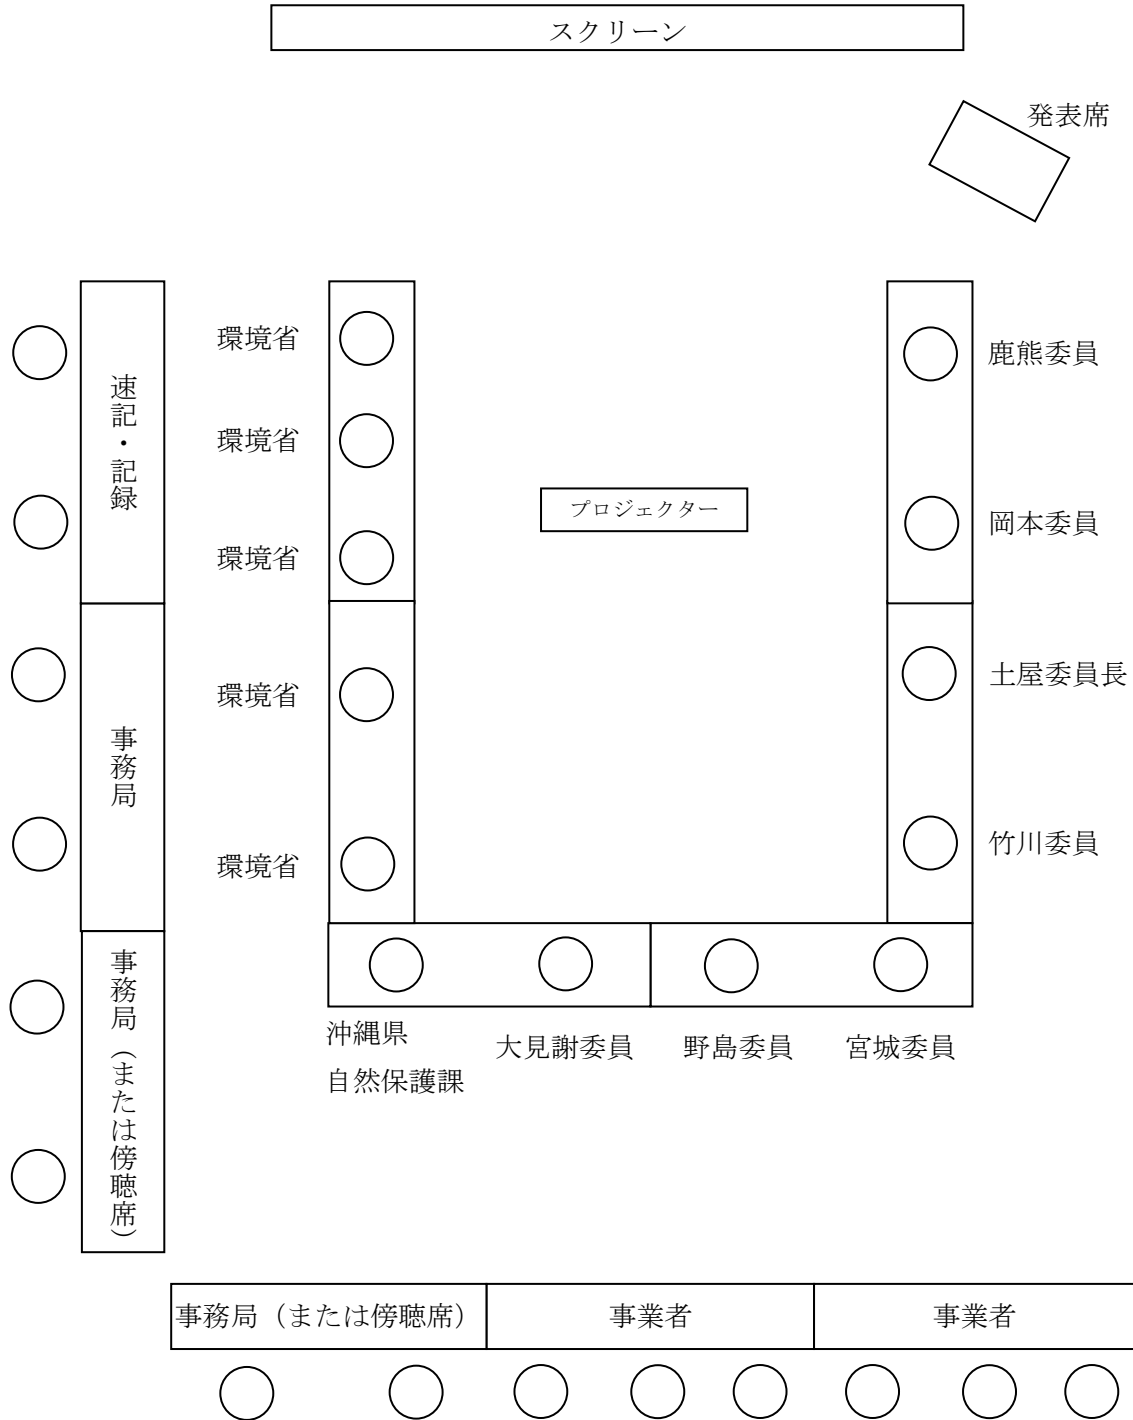 スクリーン
発表席
速記・記録
事務局
事務局（または傍聴席）
環境省
環境省
環境省
環境省
環境省
プロジェクター
鹿熊委員
岡本委員
土屋委員長
竹川委員
沖縄県
自然保護課
大見謝委員
野島委員
宮城委員
事務局（または傍聴席）
事業者
事業者